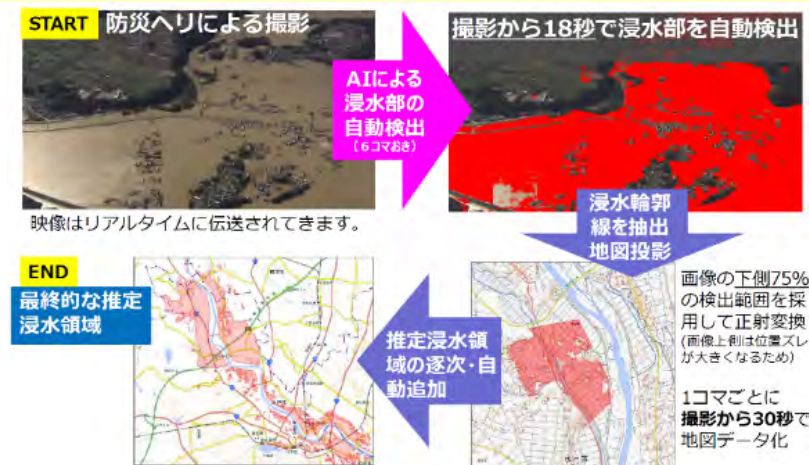 START 防災ヘリによる撮影
AIによる
浸水部の
自動検出
(6コマおき)
撮影から18秒で浸水部を自動検出
映像はリアルタイムに伝送されてきます。
浸水輪郭
線を抽出
地図投影
画像の下側75%
の検出範囲を採
用して正射変換
(画像上側は位置ズレ
が大きくなるため)
1コマごとに
撮影から30秒で
地図データ化
推定浸水領
域の逐次・自
動追加
END
最終的な推定
浸水領域